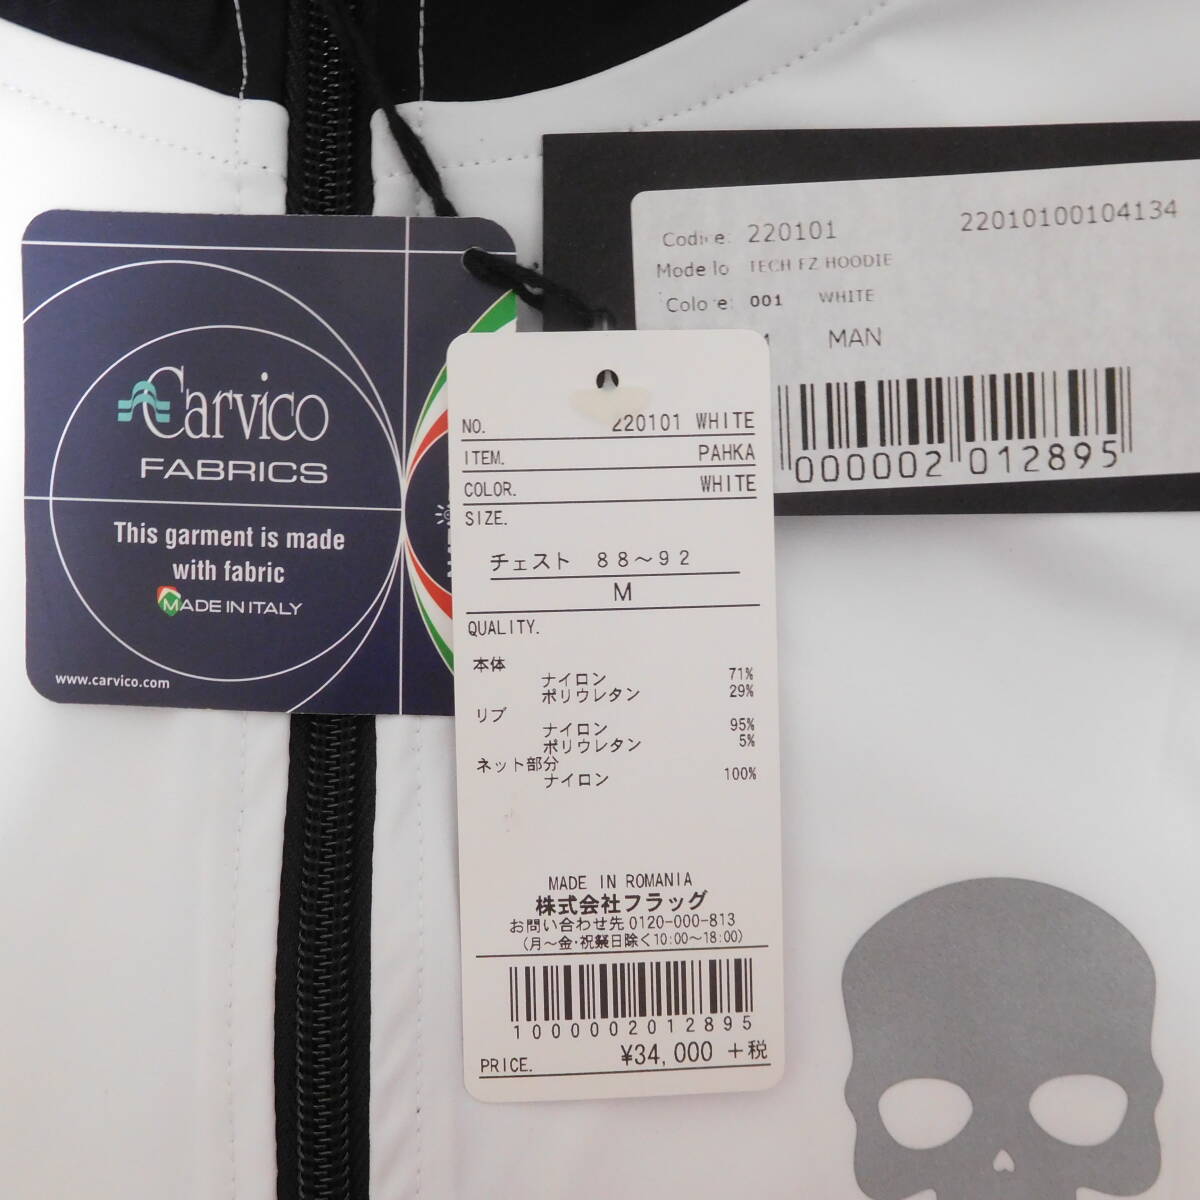 Carvico
FABRICS
This garment is made
with fabric
MADE IN ITALY
www.carvico.com
Codice: 220101 22010100104134
Modello TECH FZ HOODIE
Colore: 001 WHITE
MAN
000002 012895
NO. 220101 WHITE
ITEM. PAHKA
COLOR. WHITE
SIZE.
チェスト 88～92
M
QUALITY.
本体
ナイロン 71%
ポリウレタン 29%
リブ
ナイロン 95%
ポリウレタン 5%
ネット部分
ナイロン 100%
MADE IN ROMANIA
株式会社フラッグ
お問い合わせ先 0120-000-813
(月～金・祝祭日除く10:00～18:00)
1000002012895
PRICE. ¥34,000 +税